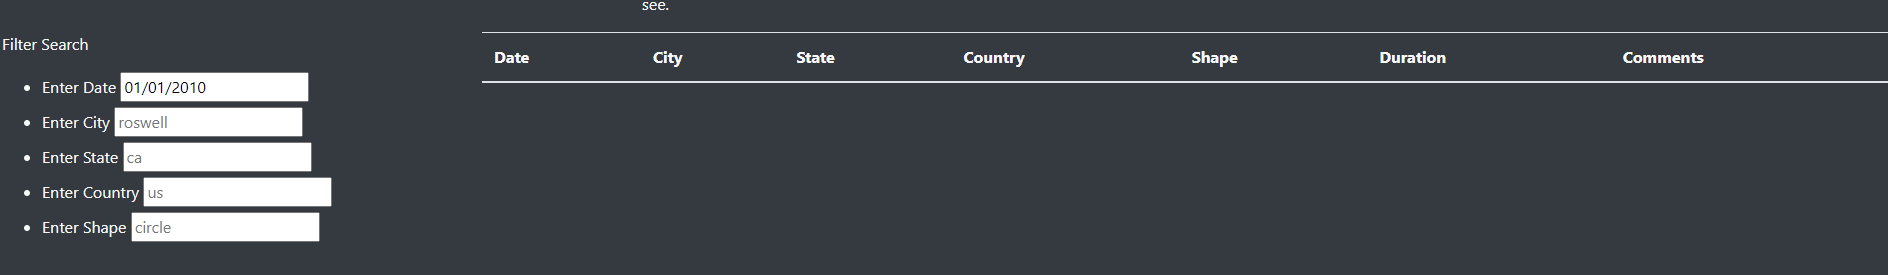 see.
Filter Search
Date City State Country Shape Duration Comments
Enter Date 01/01/2010
Enter City roswell
Enter State ca
Enter Country us
Enter Shape circle